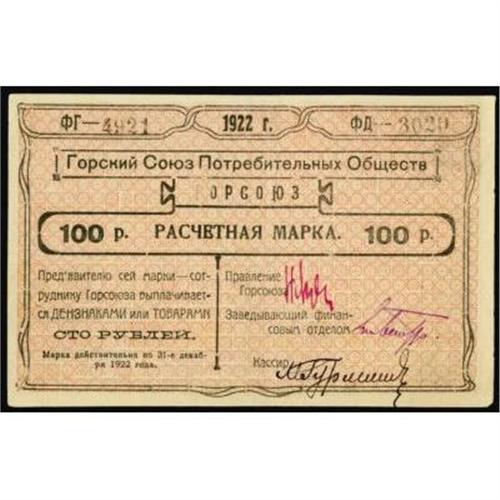 ФГ—4921 1922 г. ФД—3020
Горский Союз Потребительных Обществ
ГОРСОЮЗ
100 р. РАСЧЕТНАЯ МАРКА. 100 р.
Пред'явителю сей марки—со-
труднику Горсоюза выплачивает-
ся ДЕНЗНАКАМИ или ТОВАРАМИ
СТО РУБЛЕЙ.
Марка действительна по 31-е декаб-
ря 1922 года.
Правление
Горсоюза
Заведывающий финан-
совым отделом
Кассир